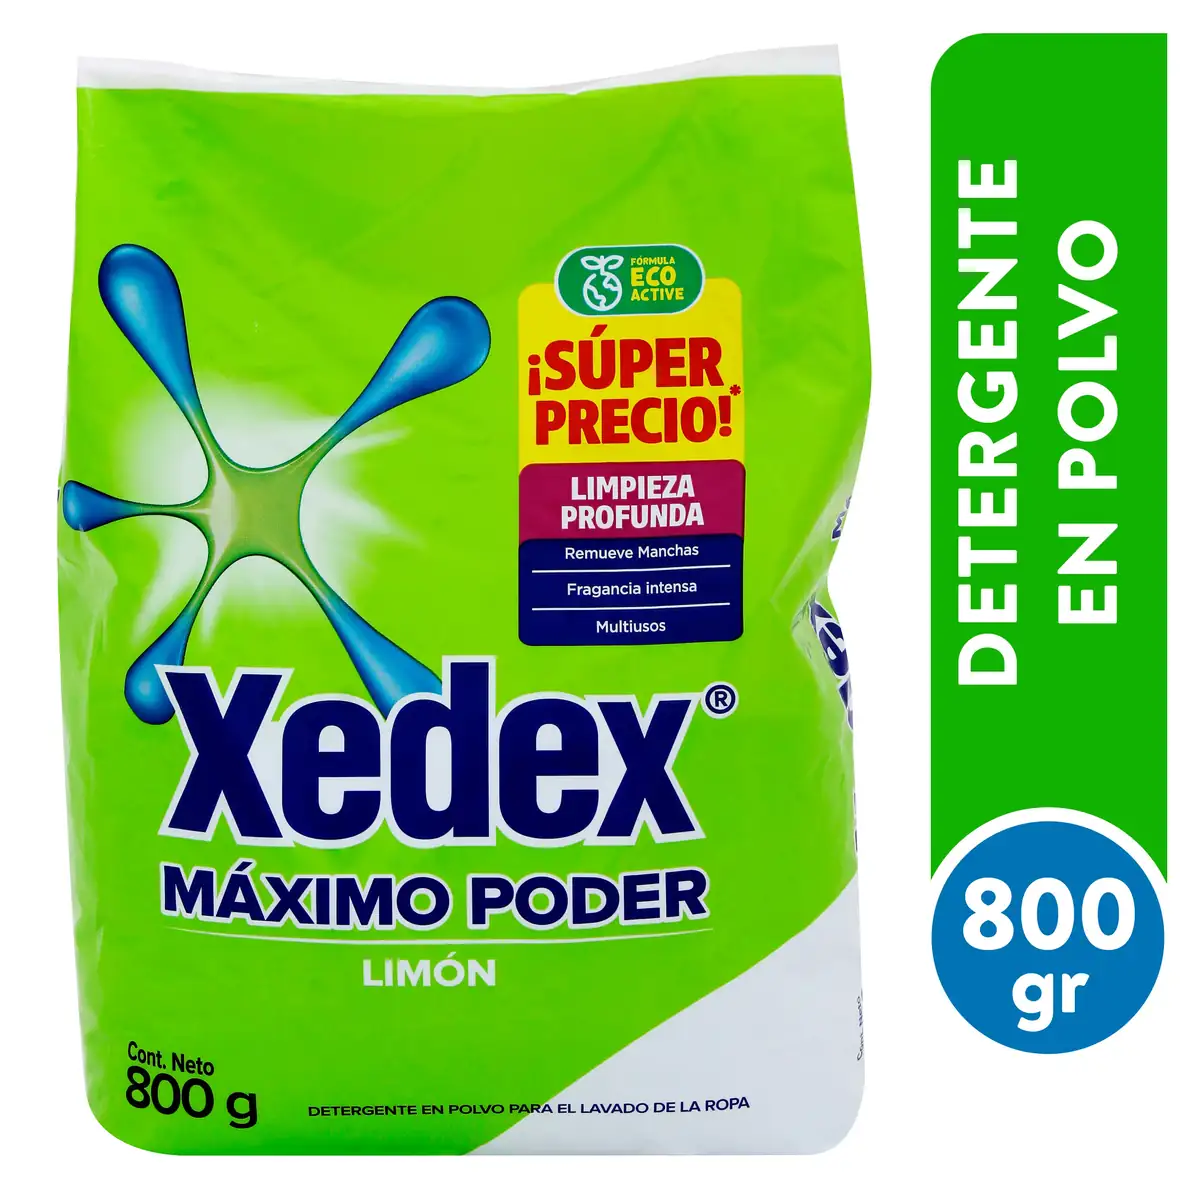 FÓRMULA
ECO
ACTIVE
¡SÚPER
PRECIO!*
LIMPIEZA
PROFUNDA
Remueve Manchas
Fragancia intensa
Multiusos
Xedex®
MÁXIMO PODER
LIMÓN
Cont. Neto
800 g
DETERGENTE EN POLVO PARA EL LAVADO DE LA ROPA
DETERGENTE
EN POLVO
800
gr